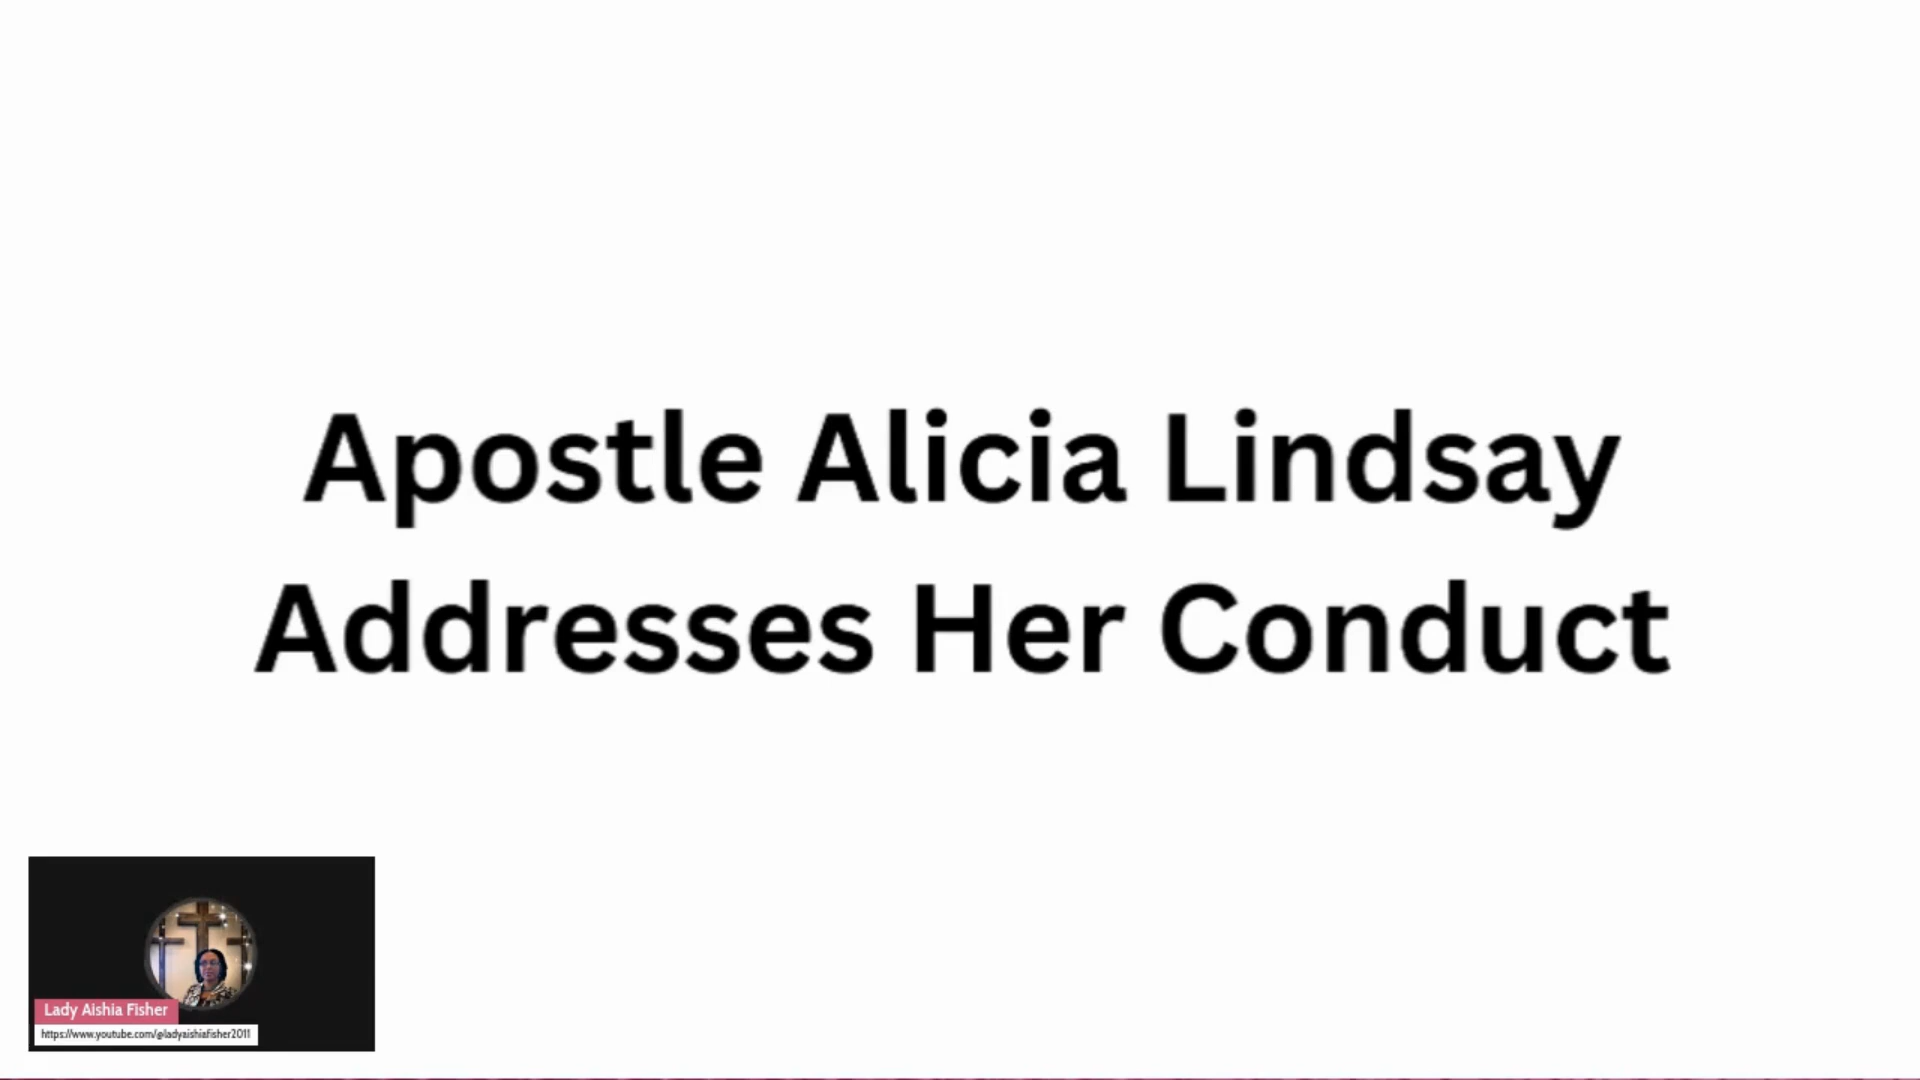 Apostle Alicia Lindsay
Addresses Her Conduct
Lady Aishia Fisher
https://www.youtube.com/@ladyaishiafisher2011